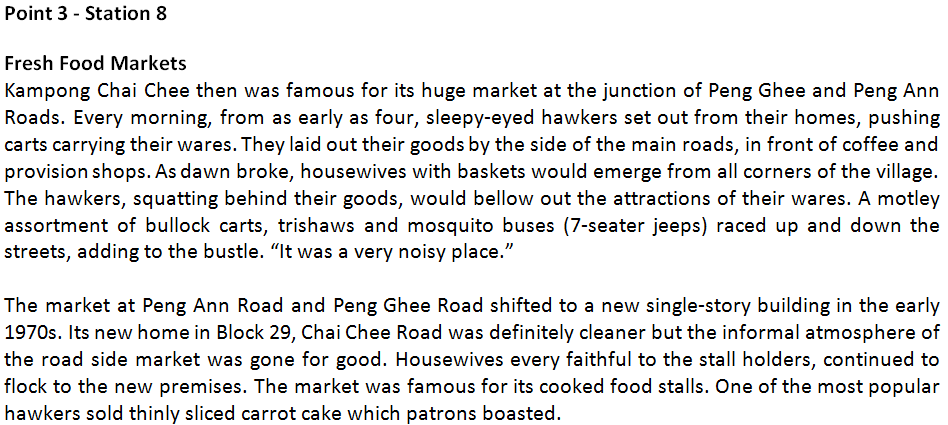 Point 3 - Station 8
Fresh Food Markets
Kampong Chai Chee then was famous for its huge market at the junction of Peng Ghee and Peng Ann
Roads. Every morning, from as early as four, sleepy-eyed hawkers set out from their homes, pushing
carts carrying their wares. They laid out their goods by the side of the main roads, in front of coffee and
provision shops. As dawn broke, housewives with baskets would emerge from all corners of the village.
The hawkers, squatting behind their goods, would bellow out the attractions of their wares. A motley
assortment of bullock carts, trishaws and mosquito buses (7-seater jeeps) raced up and down the
streets, adding to the bustle. “It was a very noisy place.”
The market at Peng Ann Road and Peng Ghee Road shifted to a new single-story building in the early
1970s. Its new home in Block 29, Chai Chee Road was definitely cleaner but the informal atmosphere of
the road side market was gone for good. Housewives every faithful to the stall holders, continued to
flock to the new premises. The market was famous for its cooked food stalls. One of the most popular
hawkers sold thinly sliced carrot cake which patrons boasted.